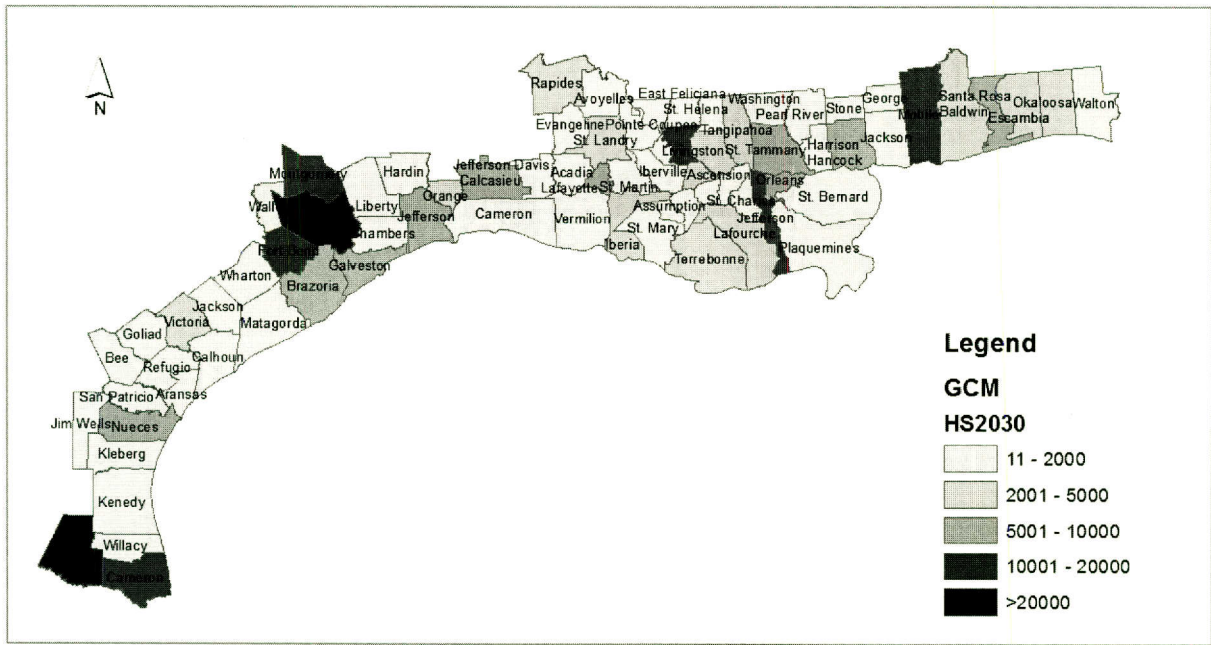 N
Rapides
Avoyelles
East Feliciana
St. Helena
Washington
Pearl River
Stone
George
Mobile
Santa Rosa
Baldwin
Escambia
Okaloosa
Walton
Evangeline
Pointe Coupee
St. Landry
Tangipahoa
Livingston
St. Tammany
Harrison
Hancock
Jackson
Montgomery
Hardin
Jefferson Davis
Calcasieu
Acadia
Lafayette
St. Martin
Iberville
Ascension
Orleans
St. Bernard
Liberty
Orange
Jefferson
Cameron
Vermilion
Assumption
St. Charles
Jefferson
St. Mary
Lafourche
Plaquemines
Chambers
Fort Bend
Galveston
Iberia
Terrebonne
Wharton
Brazoria
Jackson
Matagorda
Victoria
Goliad
Calhoun
Bee
Refugio
San Patricio
Aransas
Jim Wells
Nueces
Kleberg
Kenedy
Willacy
Cameron
Legend
GCM
HS2030
11 - 2000
2001 - 5000
5001 - 10000
10001 - 20000
>20000